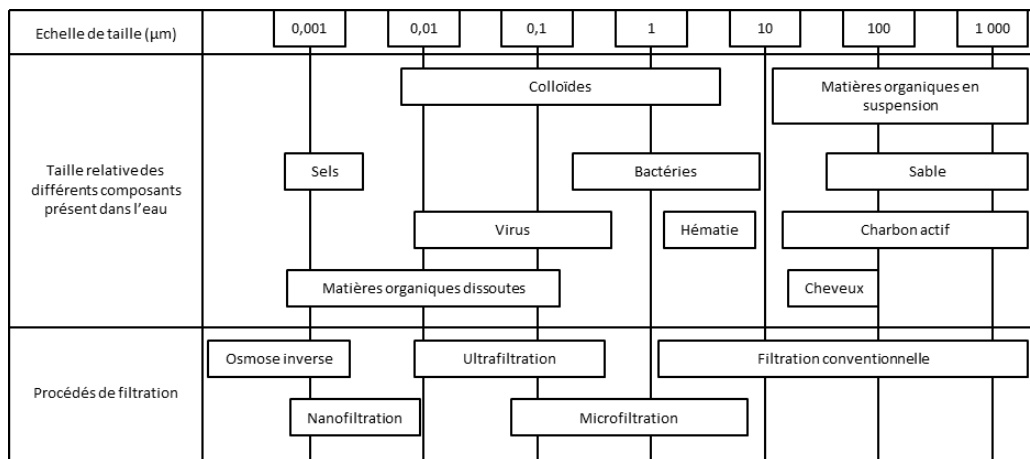 Echelle de taille (µm)
0,001
0,01
0,1
1
10
100
1 000
Taille relative des
différents composants
présent dans l'eau
Colloïdes
Matières organiques en
suspension
Sels
Bactéries
Sable
Virus
Hématie
Charbon actif
Matières organiques dissoutes
Cheveux
Procédés de filtration
Osmose inverse
Ultrafiltration
Filtration conventionnelle
Nanofiltration
Microfiltration